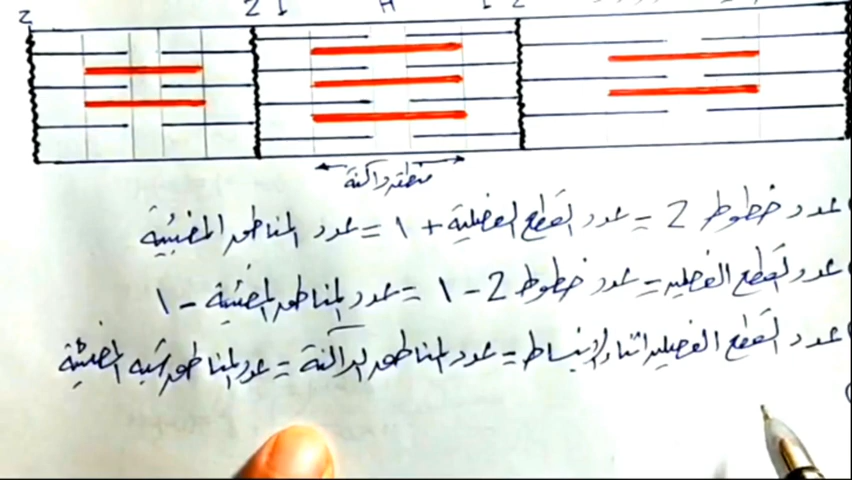 Z Z I H I Z
منطقة داكنة
عدد خطوط Z = عدد القطع العضلية + ١ = عدد المناطق المضيئة
عدد القطع العضلية = عدد خطوط Z - ١ = عدد المناطق المضيئة - ١
عدد القطع العضلية أثناء الانبساط = عدد المناطق الداكنة = عدد المناطق شبه المضيئة